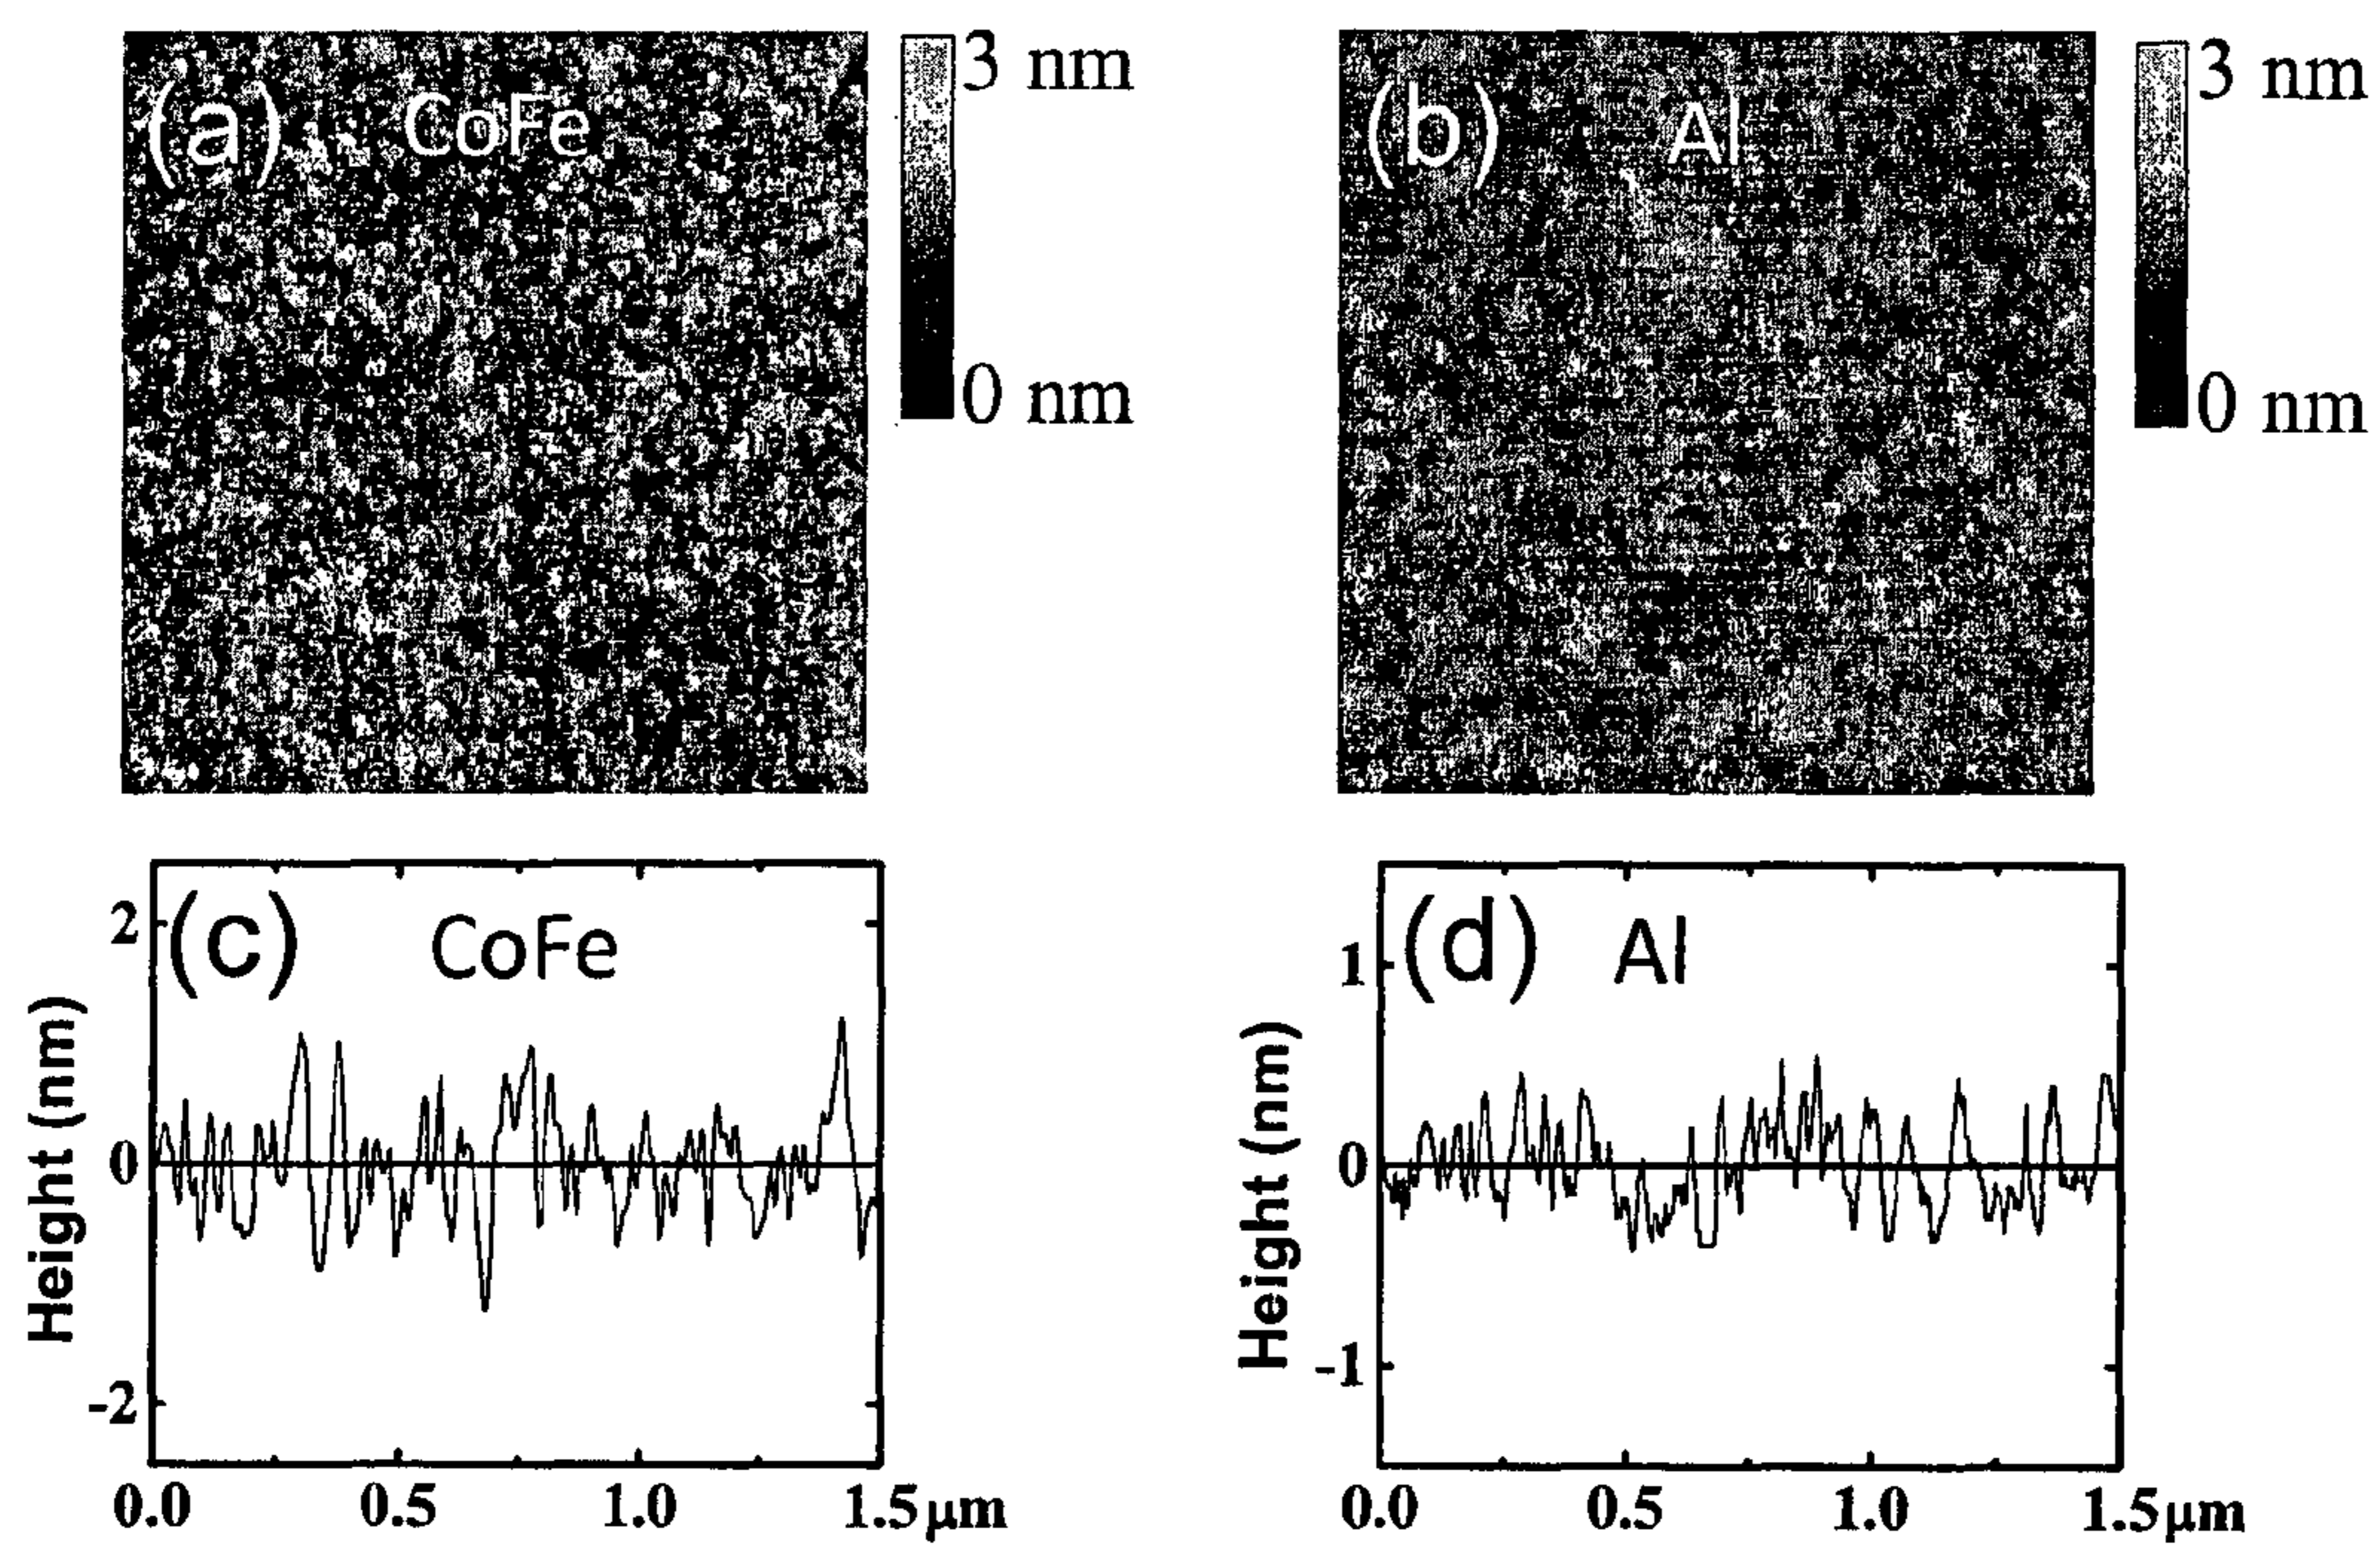 (a) CoFe
3 nm
0 nm
(b) Al
3 nm
0 nm
(c) CoFe
Height (nm)
2
0
-2
0.0 0.5 1.0 1.5μm
(d) Al
Height (nm)
1
0
-1
0.0 0.5 1.0 1.5μm